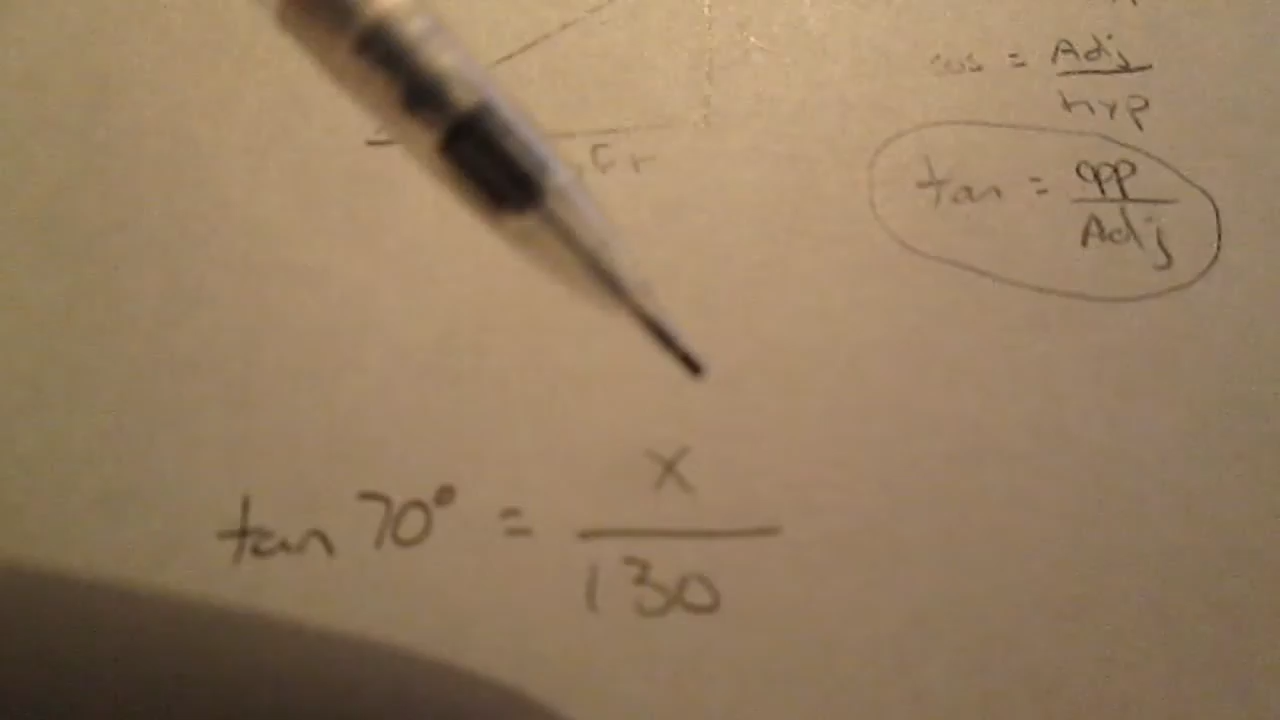 cos = Adj
hyp
tan = opp
Adj
tan 70° = x
130